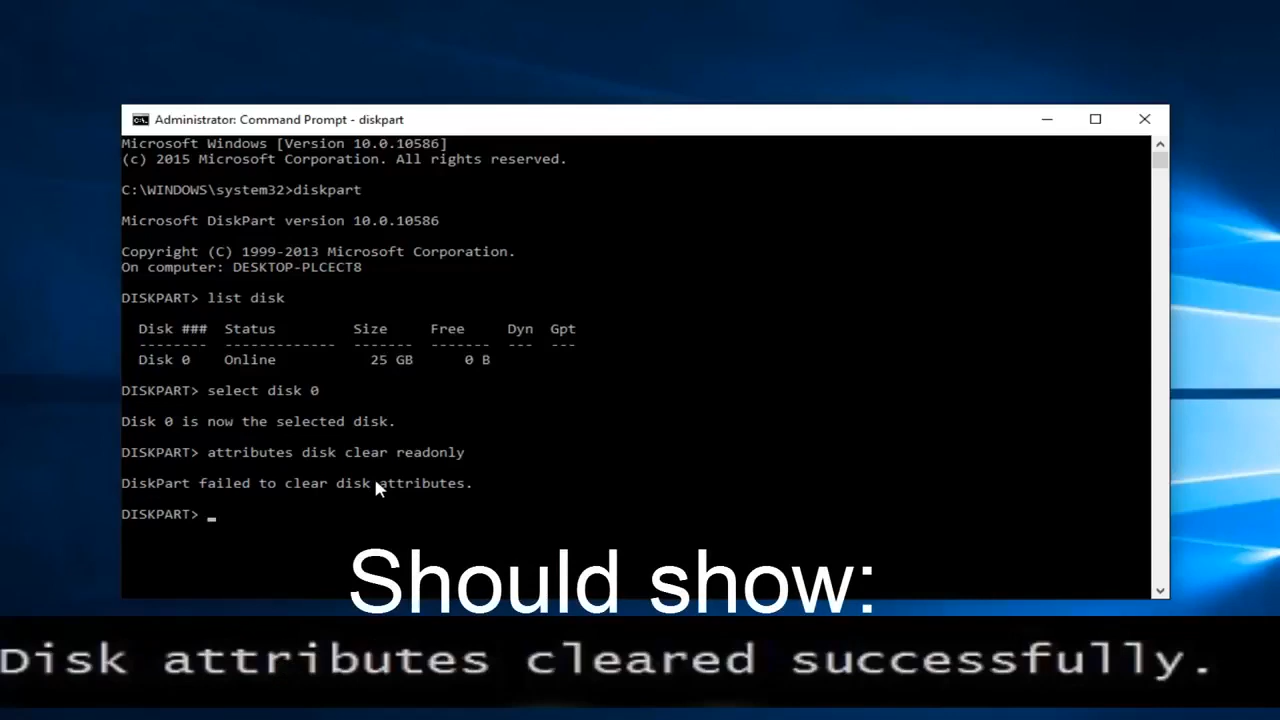 Administrator: Command Prompt - diskpart
Microsoft Windows [Version 10.0.10586]
(c) 2015 Microsoft Corporation. All rights reserved.
C:\WINDOWS\system32>diskpart
Microsoft DiskPart version 10.0.10586
Copyright (C) 1999-2013 Microsoft Corporation.
On computer: DESKTOP-PLCECT8
DISKPART> list disk
Disk ### Status Size Free Dyn Gpt
-------- ------------- ------- ------- --- ---
Disk 0 Online 25 GB 0 B
DISKPART> select disk 0
Disk 0 is now the selected disk.
DISKPART> attributes disk clear readonly
DiskPart failed to clear disk attributes.
DISKPART> _
Should show:
Disk attributes cleared successfully.